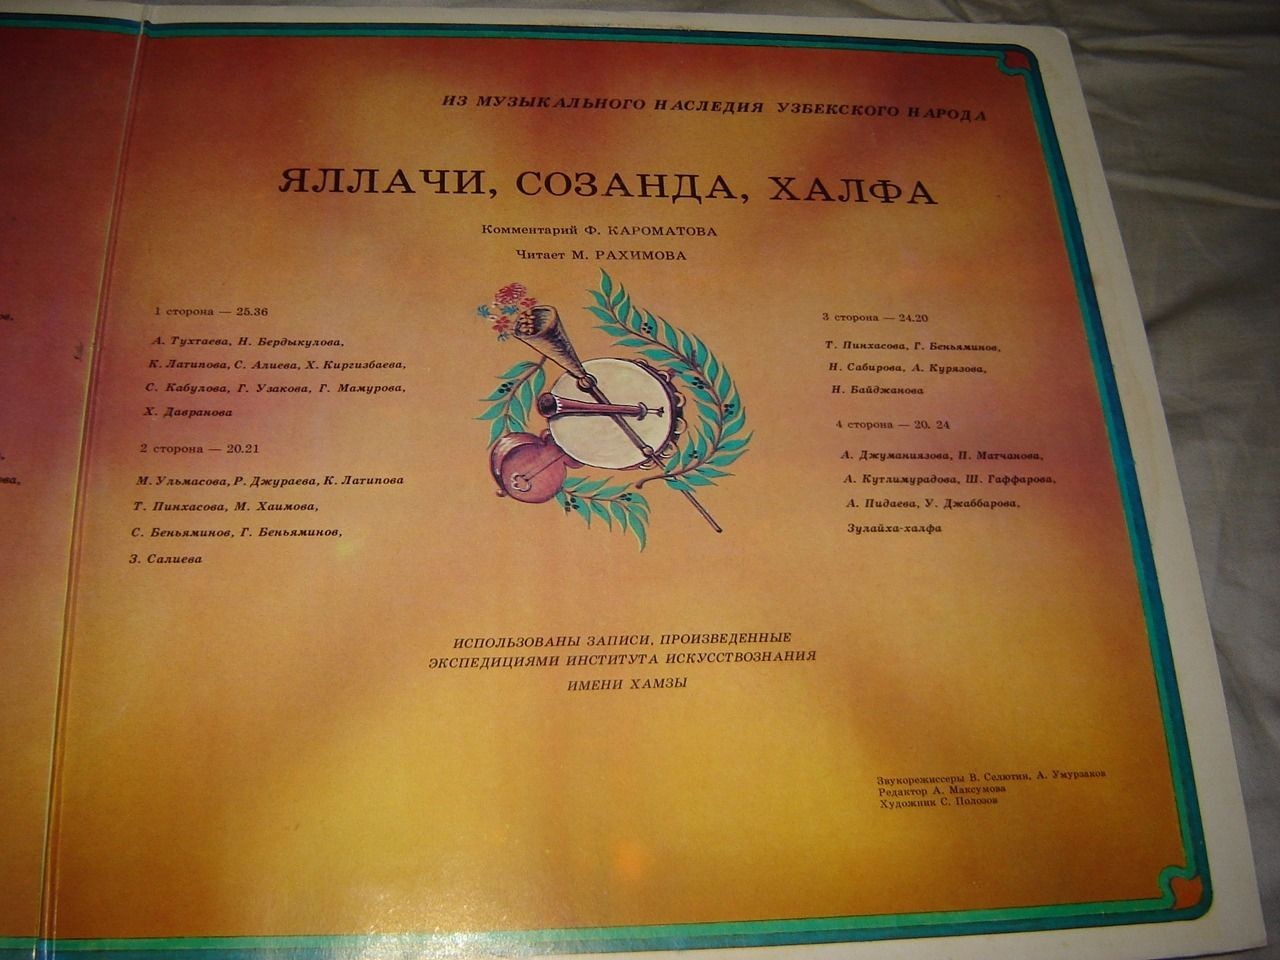 ИЗ МУЗЫКАЛЬНОГО НАСЛЕДИЯ УЗБЕКСКОГО НАРОДА
ЯЛЛАЧИ, СОЗАНДА, ХАЛФА
Комментарий Ф. КАРОМАТОВА
Читает М. РАХИМОВА
1 сторона — 25.36
А. Тухтаева, Н. Бердыкулова,
К. Латипова, С. Алиева, Х. Киргизбаева,
С. Кабулова, Г. Узакова, Г. Мамурова,
Х. Давранова
2 сторона — 20.21
М. Ульмасова, Р. Джураева, К. Латипова
Т. Пинхасова, М. Хаимова,
С. Беньяминов, Г. Беньяминов,
З. Салиева
3 сторона — 24.20
Т. Пинхасова, Г. Беньяминов,
Н. Сабирова, А. Курязова,
Н. Байджанова
4 сторона — 20. 24
А. Джуманиязова, П. Матчанова,
А. Кутлимурадова, Ш. Гаффарова,
А. Пидаева, У. Джаббарова,
Зулайха-халфа
ИСПОЛЬЗОВАНЫ ЗАПИСИ, ПРОИЗВЕДЕННЫЕ
ЭКСПЕДИЦИЯМИ ИНСТИТУТА ИСКУССТВОЗНАНИЯ
ИМЕНИ ХАМЗЫ
Звукорежиссеры В. Селютин, А. Умурзаков
Редактор А. Максумова
Художник С. Полозов